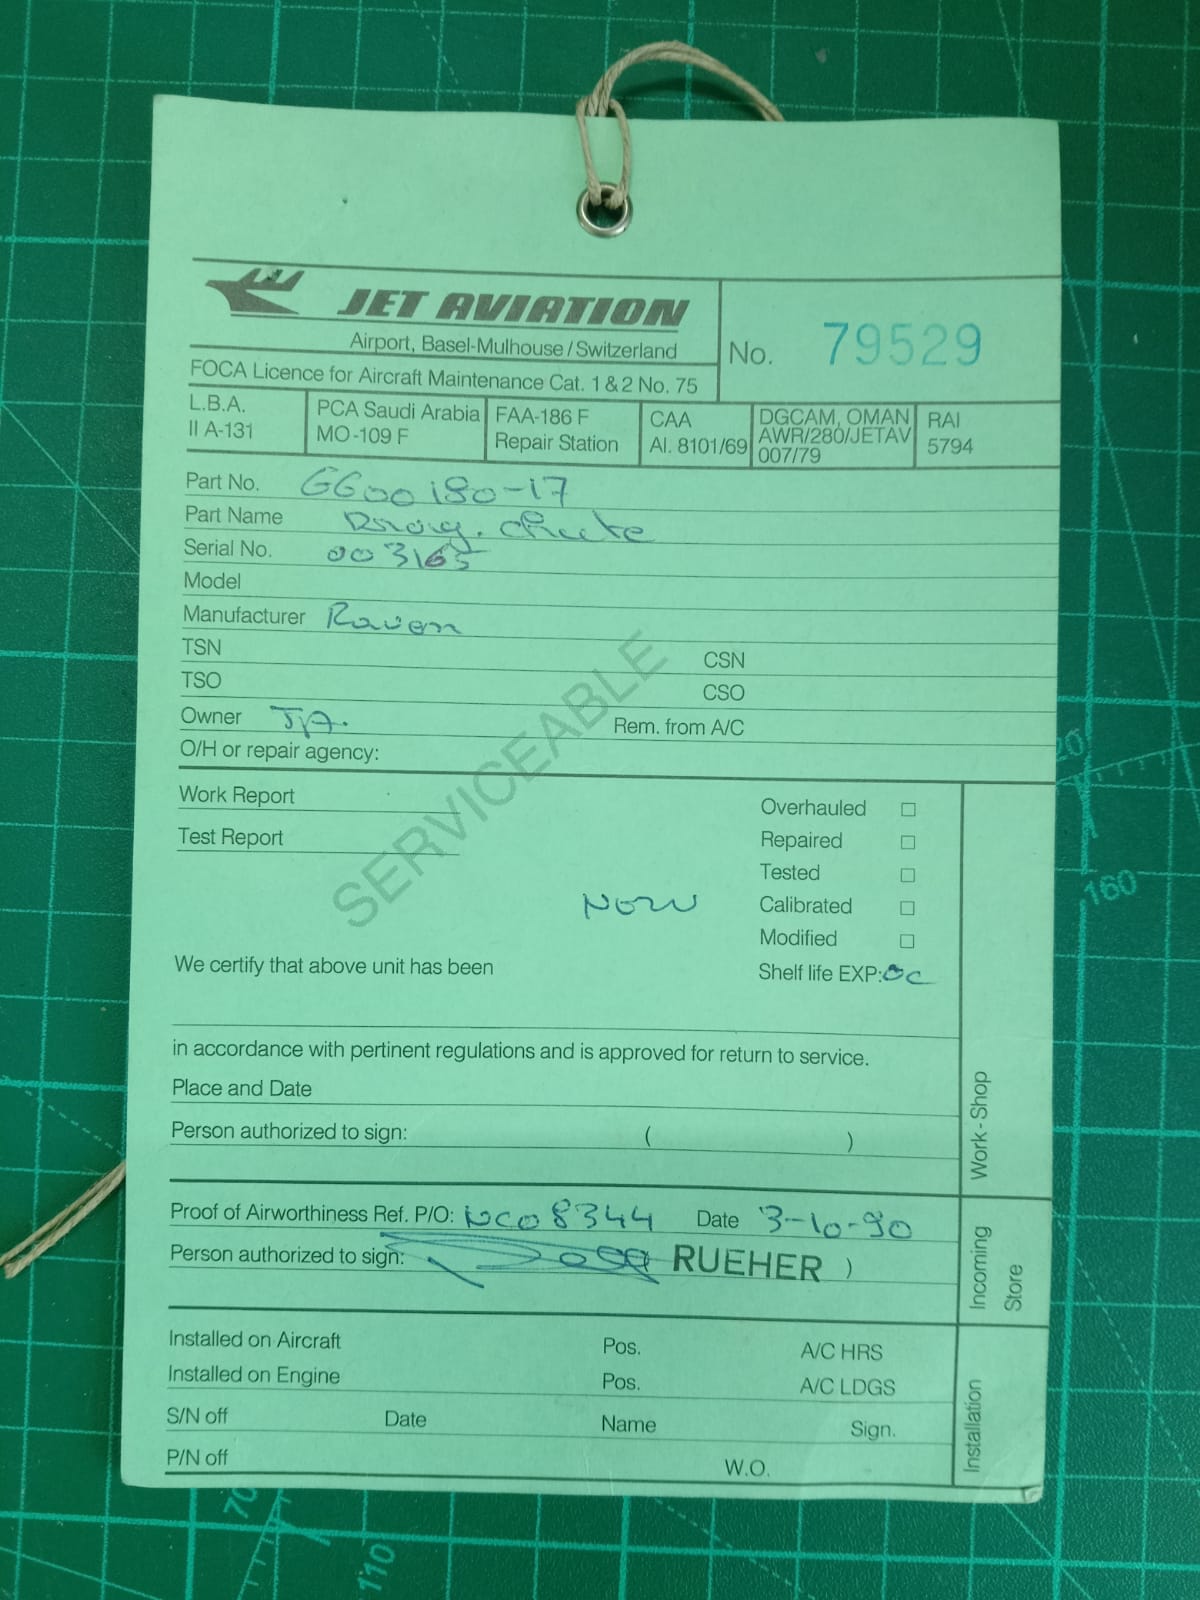 JET AVIATION
Airport, Basel-Mulhouse / Switzerland
No. 79529
FOCA Licence for Aircraft Maintenance Cat. 1 & 2 No. 75
L.B.A.
II A-131
PCA Saudi Arabia
MO-109 F
FAA-186 F
Repair Station
CAA
AI. 8101/69
DGCAM, OMAN
AWR/280/JETAV
007/79
RAI
5794
Part No. GG00180-17
Part Name chute
Serial No. 003165
Model
Manufacturer Raven
TSN CSN
TSO CSO
Owner J/A.
Rem. from A/C
O/H or repair agency:
SERVICEABLE
Work Report
Test Report
Overhauled
Repaired
Tested
Calibrated
Modified
Shelf life EXP: OC
We certify that above unit has been
in accordance with pertinent regulations and is approved for return to service.
Place and Date
Person authorized to sign: ( )
Work-Shop
Proof of Airworthiness Ref. P/O: NC08344 Date 3-10-90
Person authorized to sign: RUEHER )
Incoming
Store
Installed on Aircraft Pos. A/C HRS
Installed on Engine Pos. A/C LDGS
S/N off Date Name Sign.
P/N off W.O.
Installation
20
160
70
110